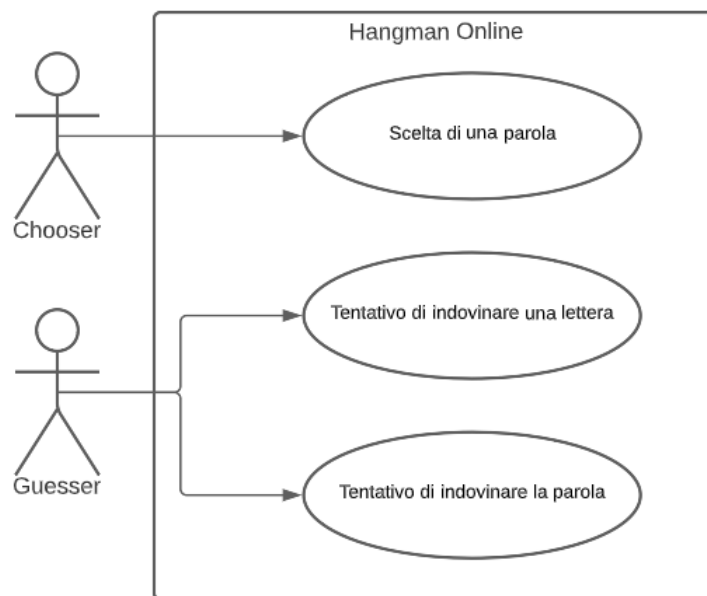 Hangman Online
Scelta di una parola
Chooser
Tentativo di indovinare una lettera
Guesser
Tentativo di indovinare la parola